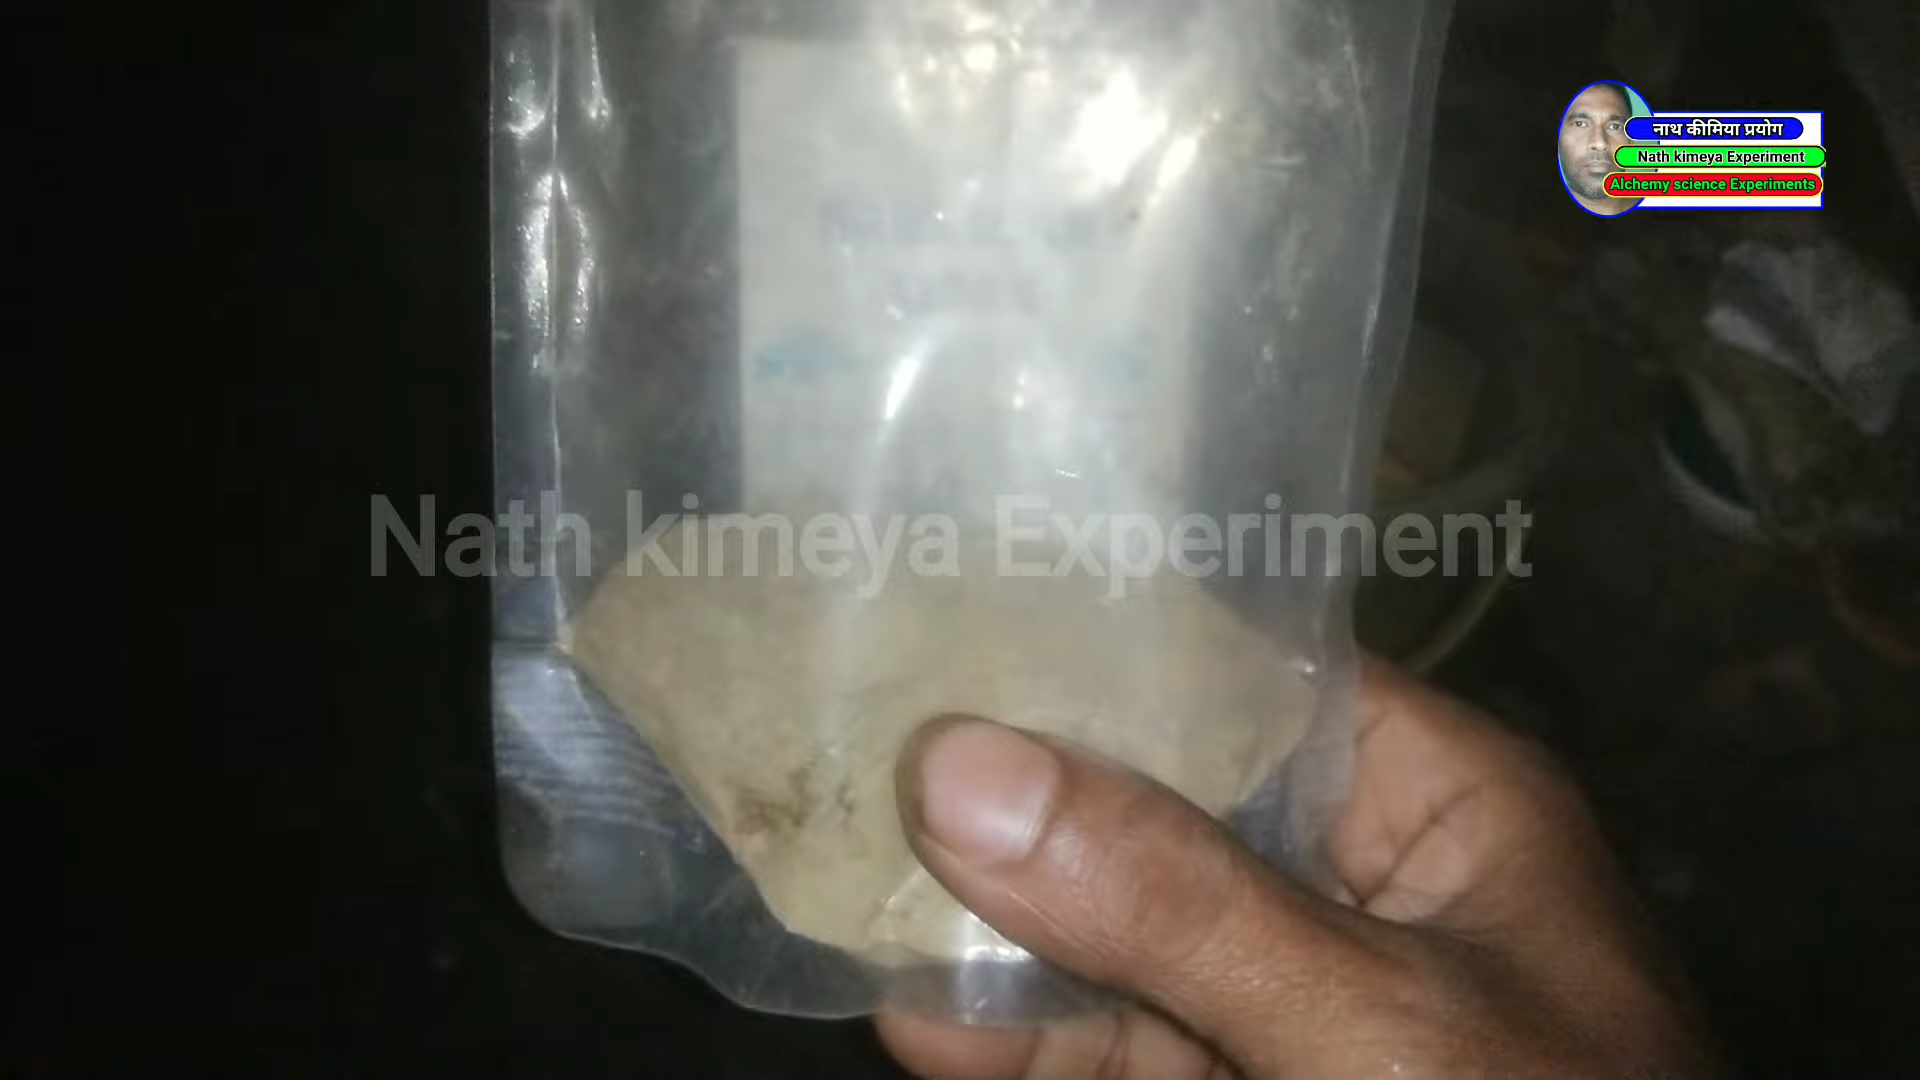 नाथ कीमिया प्रयोग
Nath kimeya Experiment
Alchemy science Experiments
Nath kimeya Experiment